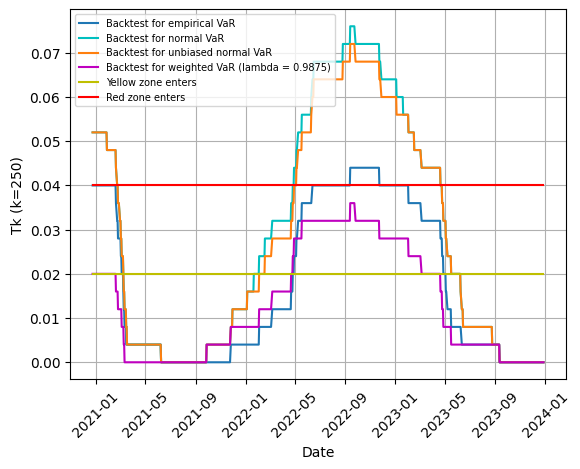 Backtest for empirical VaR
Backtest for normal VaR
Backtest for unbiased normal VaR
Backtest for weighted VaR (lambda = 0.9875)
Yellow zone enters
Red zone enters
Tk (k=250)
0.07
0.06
0.05
0.04
0.03
0.02
0.01
0.00
2021-01
2021-05
2021-09
2022-01
2022-05
2022-09
2023-01
2023-05
2023-09
2024-01
Date